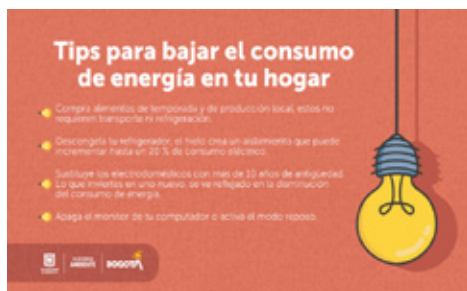 Tips para bajar el consumo
de energía en tu hogar
Compra alimentos de temporada y de producción local, estos no
requieren transporte ni refrigeración.
Descongela tu refrigerador, el hielo crea un aislamiento que puede
incrementar hasta un 20 % de consumo eléctrico.
Sustituye los electrodomésticos con más de 10 años de antigüedad.
Lo que inviertes en uno nuevo, se ve reflejado en la disminución
del consumo de energía.
Apaga el monitor de tu computador o activa el modo reposo.
AMBIENTE
BOGOTÁ